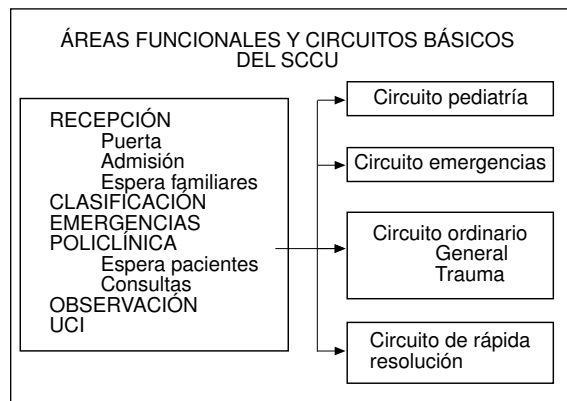 ÁREAS FUNCIONALES Y CIRCUITOS BÁSICOS
DEL SCCU
RECEPCIÓN
Puerta
Admisión
Espera familiares
CLASIFICACIÓN
EMERGENCIAS
POLICLÍNICA
Espera pacientes
Consultas
OBSERVACIÓN
UCI
Circuito pediatría
Circuito emergencias
Circuito ordinario
General
Trauma
Circuito de rápida
resolución